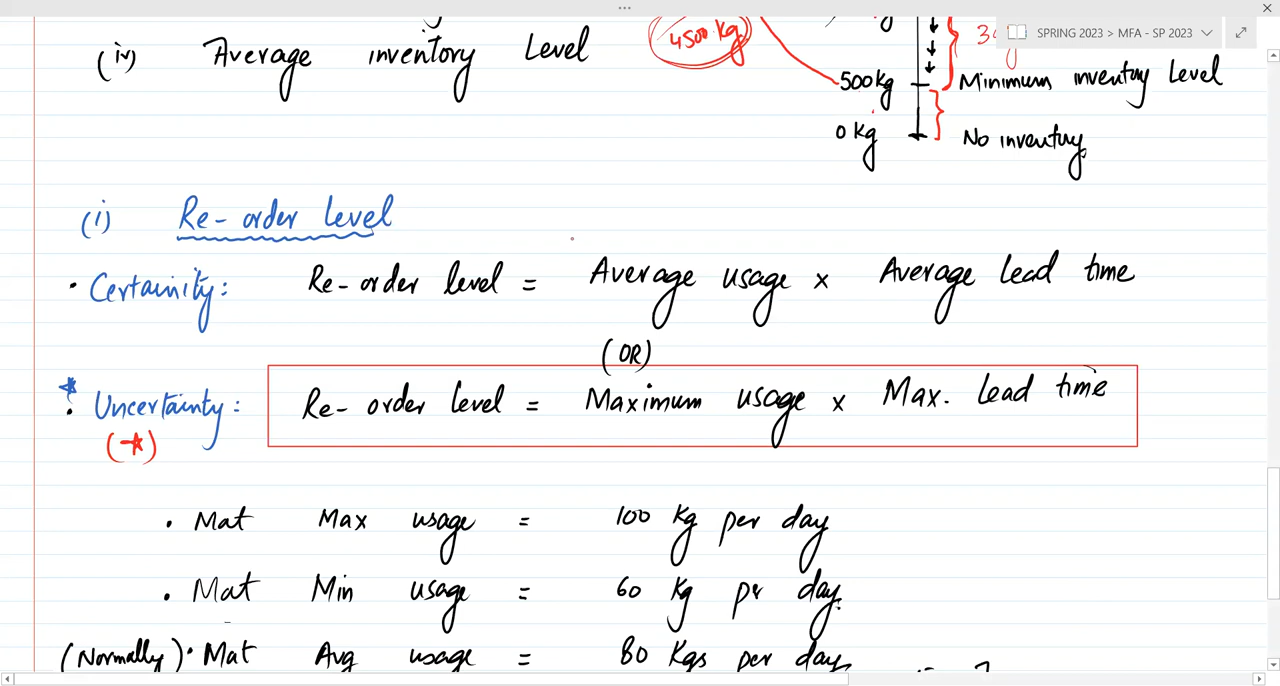 SPRING 2023 > MFA - SP 2023
(iv) Average inventory Level
4500 kg
500 kg Minimum inventory Level
0 kg No inventory
(i) Re-order level
• Certainity: Re-order level = Average usage x Average lead time
(OR)
• Uncertainty: Re-order level = Maximum usage x Max. Lead time
• Mat Max usage = 100 kg per day
• Mat Min usage = 60 kg per day.
(Normally) • Mat Avg usage = 80 Kgs per day